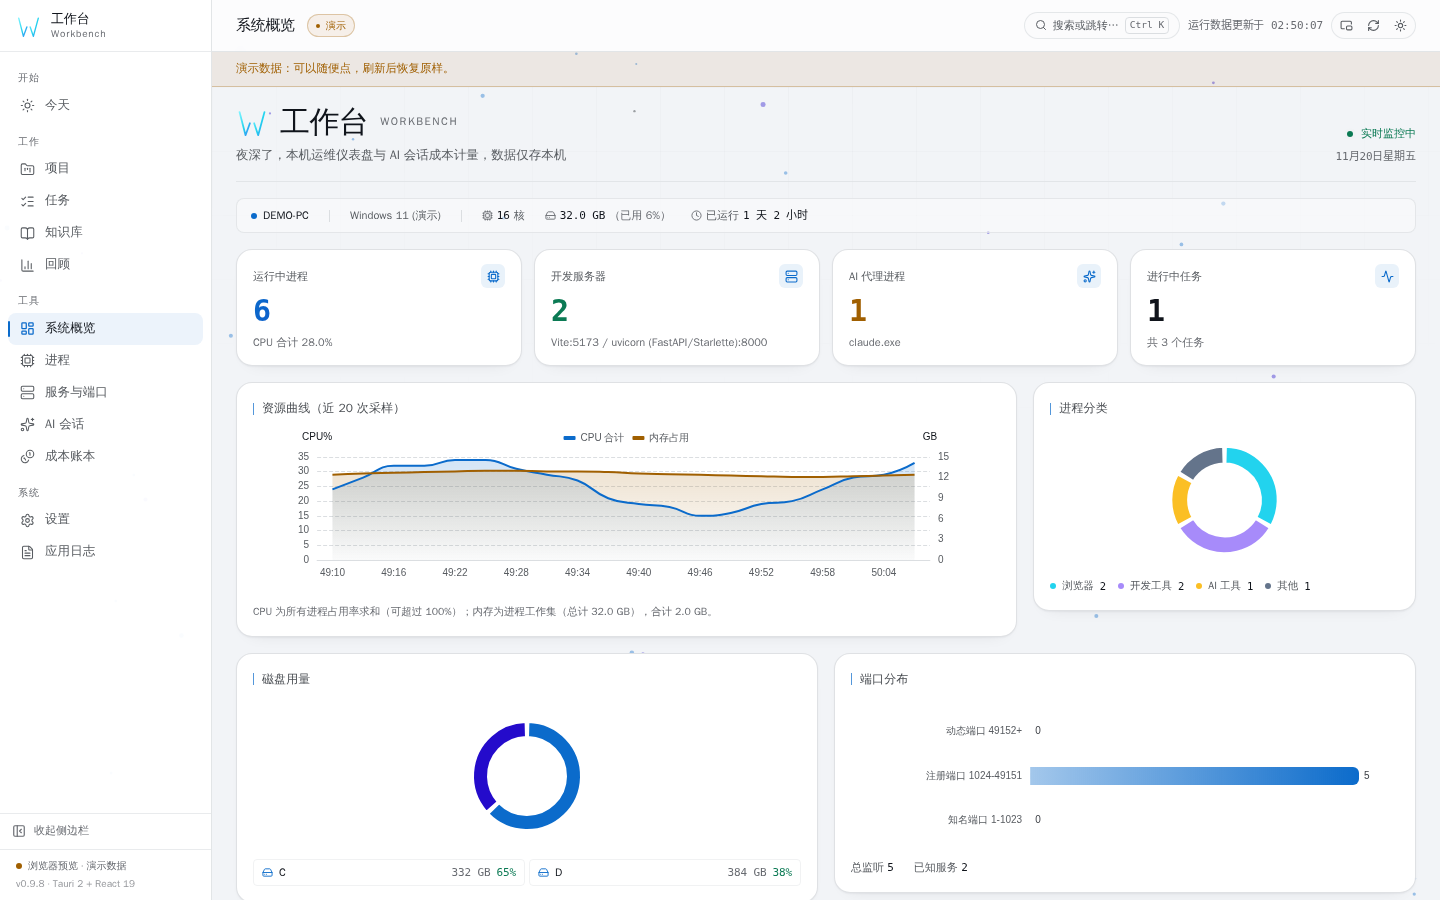 工作台
Workbench
开始
今天
工作
项目
任务
知识库
回顾
工具
系统概览
进程
服务与端口
AI 会话
成本账本
系统
设置
应用日志
收起侧边栏
浏览器预览 · 演示数据
v0.9.8 · Tauri 2 + React 19
系统概览
演示
搜索或跳转… Ctrl K
运行数据更新于 02:50:07
演示数据：可以随便点，刷新后恢复原样。
工作台 WORKBENCH
夜深了，本机运维仪表盘与 AI 会话成本计量，数据仅存本机
实时监控中
11月20日星期五
DEMO-PC
Windows 11 (演示)
16 核
32.0 GB （已用 6%）
已运行 1 天 2 小时
运行中进程
6
CPU 合计 28.0%
开发服务器
2
Vite:5173 / uvicorn (FastAPI/Starlette):8000
AI 代理进程
1
claude.exe
进行中任务
1
共 3 个任务
资源曲线（近 20 次采样）
CPU% CPU 合计 内存占用 GB
35 15
30 12
25
20 9
15 6
10
5 3
0 0
49:10 49:16 49:22 49:28 49:34 49:40 49:46 49:52 49:58 50:04
CPU 为所有进程占用率求和（可超过 100%）；内存为进程工作集（总计 32.0 GB），合计 2.0 GB。
进程分类
浏览器 2 开发工具 2 AI 工具 1 其他 1
磁盘用量
C 332 GB 65%
D 384 GB 38%
端口分布
动态端口 49152+ 0
注册端口 1024-49151 5
知名端口 1-1023 0
总监听 5 已知服务 2